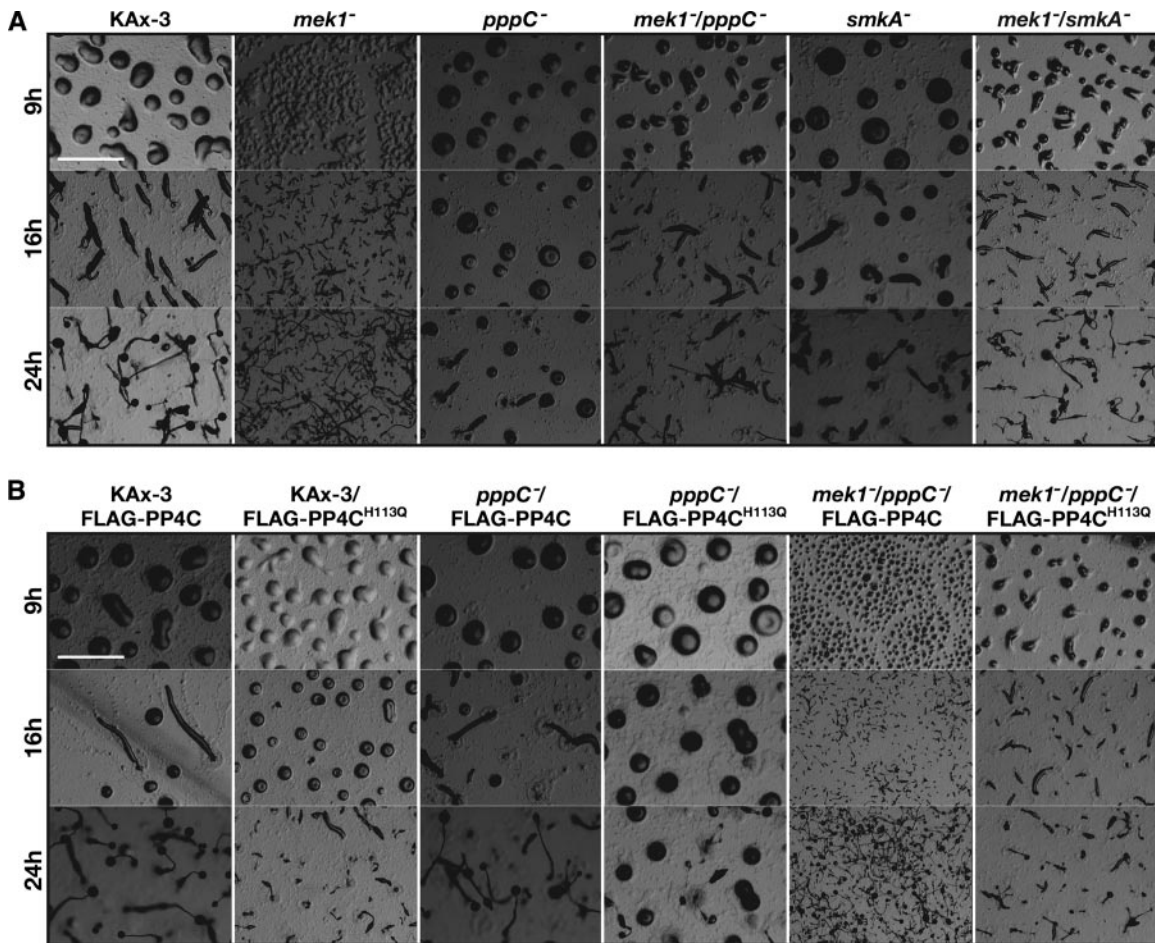 A
KAx-3 mek1⁻ pppC⁻ mek1⁻/pppC⁻ smkA⁻ mek1⁻/smkA⁻
9h
16h
24h
B
KAx-3 KAx-3/ pppC⁻/ pppC⁻/ mek1⁻/pppC⁻/ mek1⁻/pppC⁻/
FLAG-PP4C FLAG-PP4Cᴴ¹¹³Q FLAG-PP4C FLAG-PP4Cᴴ¹¹³Q FLAG-PP4C FLAG-PP4Cᴴ¹¹³Q
9h
16h
24h